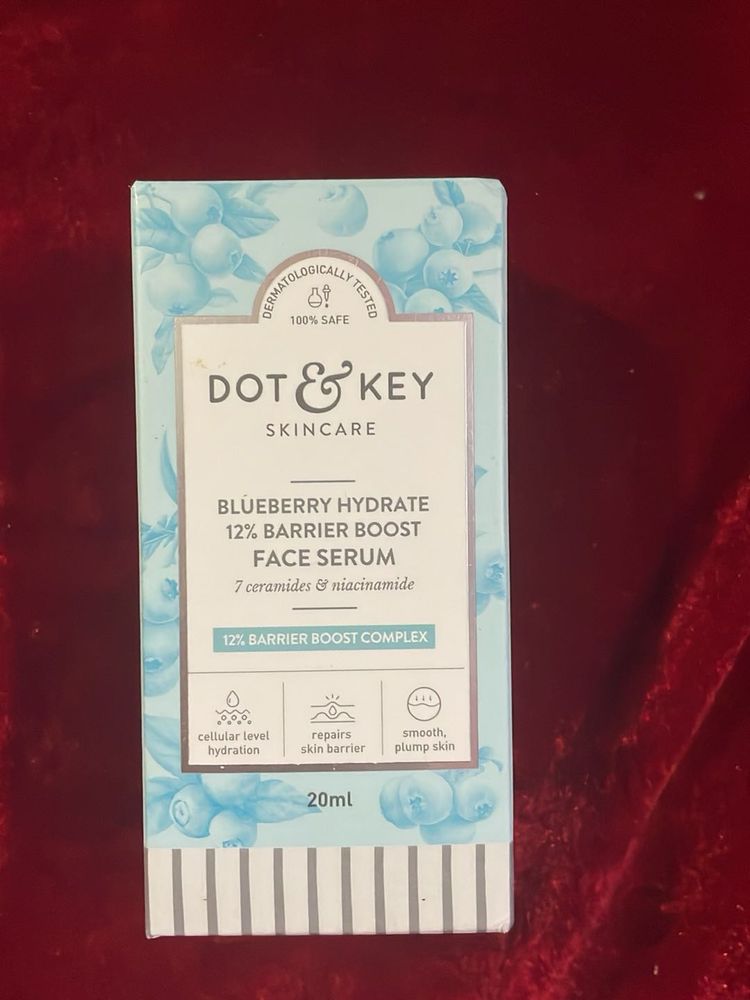 DERMATOLOGICALLY TESTED
100% SAFE
DOT & KEY
SKINCARE
BLUEBERRY HYDRATE
12% BARRIER BOOST
FACE SERUM
7 ceramides & niacinamide
12% BARRIER BOOST COMPLEX
cellular level
hydration
repairs
skin barrier
smooth,
plump skin
20ml